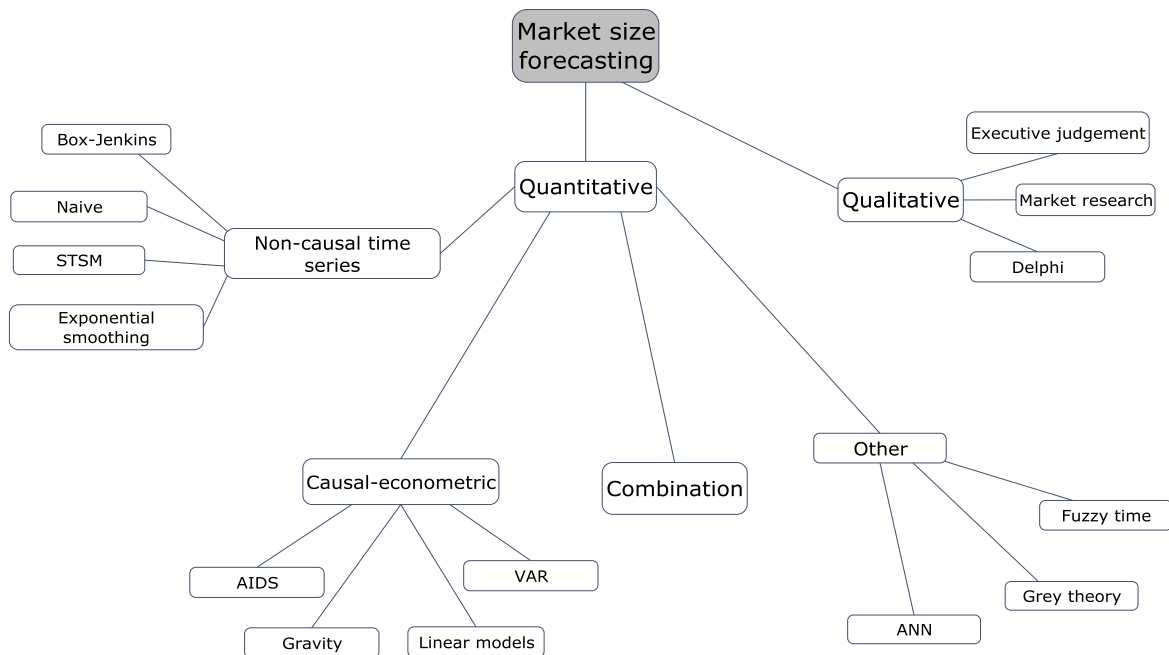 Market size
forecasting
Box-Jenkins
Executive judgement
Quantitative
Qualitative
Market research
Naive
Non-causal time
series
STSM
Delphi
Exponential
smoothing
Other
Causal-econometric
Combination
Fuzzy time
AIDS
VAR
Grey theory
Gravity
Linear models
ANN